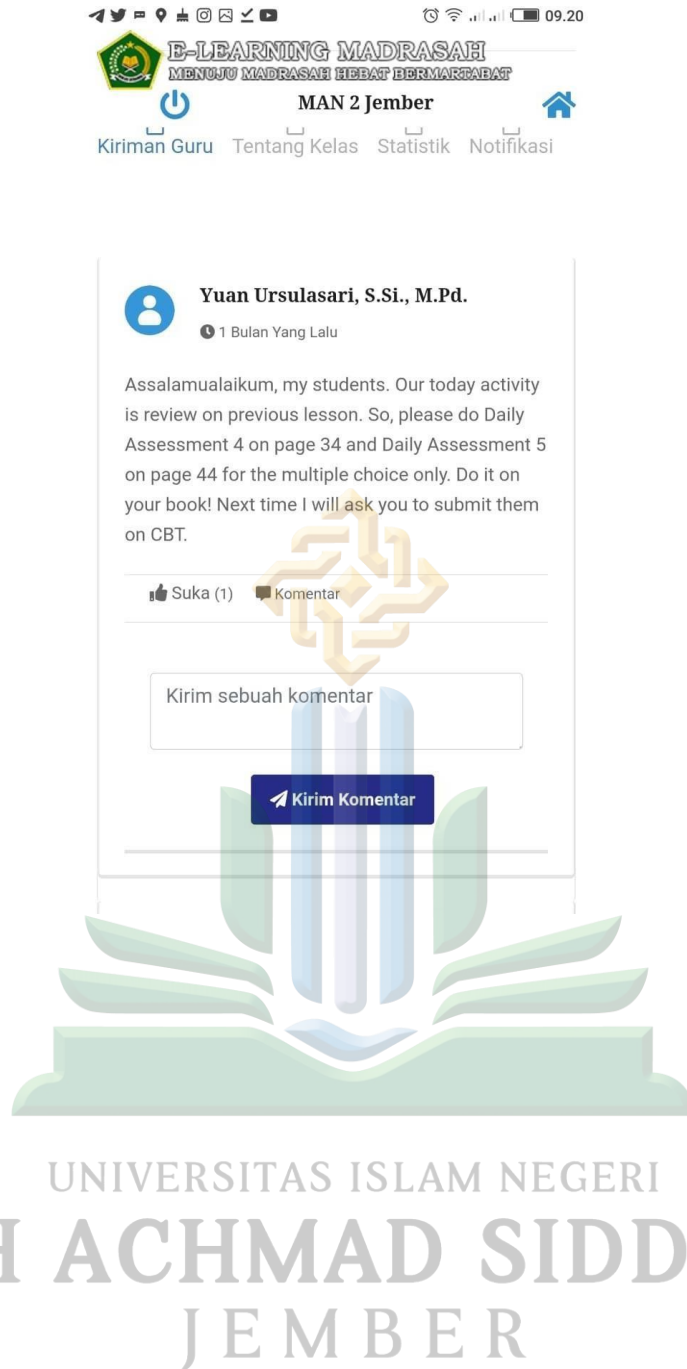 09.20
E-LEARNING MADRASAH
MENUJU MADRASAH HEBAT BERMARTABAT
MAN 2 Jember
Kiriman Guru Tentang Kelas Statistik Notifikasi
Yuan Ursulasari, S.Si., M.Pd.
1 Bulan Yang Lalu
Assalamualaikum, my students. Our today activity
is review on previous lesson. So, please do Daily
Assessment 4 on page 34 and Daily Assessment 5
on page 44 for the multiple choice only. Do it on
your book! Next time I will ask you to submit them
on CBT.
Suka (1) Komentar
Kirim sebuah komentar
Kirim Komentar
UNIVERSITAS ISLAM NEGERI
H ACHMAD SIDD
JEMBER